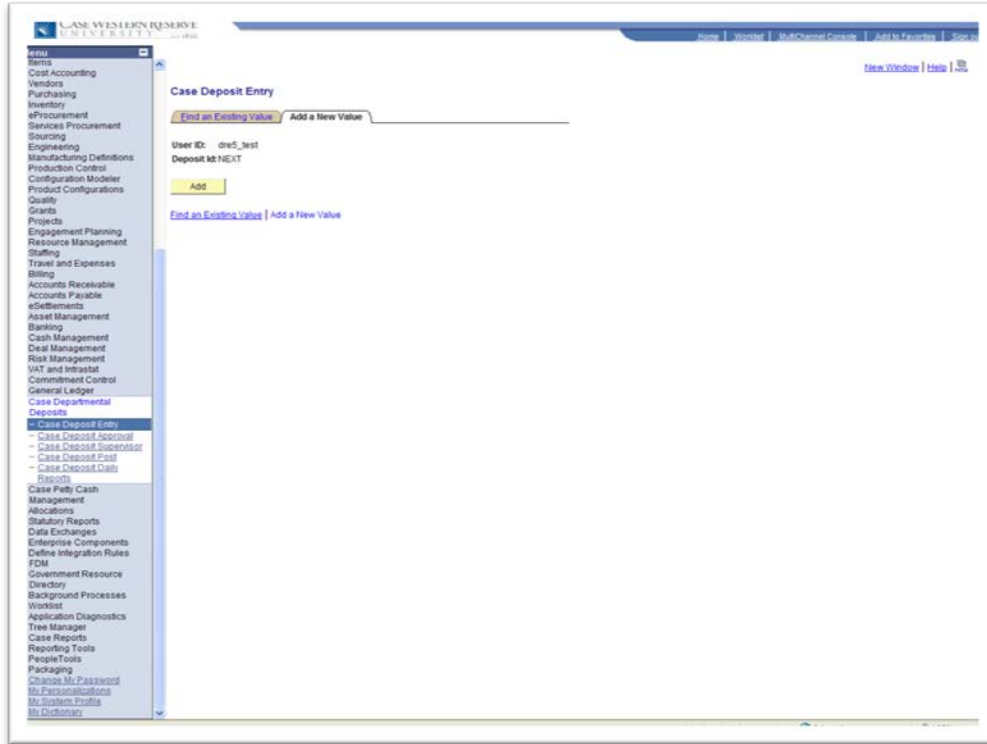 CASE WESTERN RESERVE
UNIVERSITY
Home | Worklist | MultiChannel Console | Add to Favorites | Sign
New Window | Help |
enu
Items
Cost Accounting
Vendors
Purchasing
Inventory
eProcurement
Services Procurement
Sourcing
Engineering
Manufacturing Definitions
Production Control
Configuration Modeler
Product Configurations
Quality
Grants
Projects
Engagement Planning
Resource Management
Staffing
Travel and Expenses
Billing
Accounts Receivable
Accounts Payable
eSettlements
Asset Management
Banking
Cash Management
Deal Management
Risk Management
VAT and Intrastat
Commitment Control
General Ledger
Case Departmental
Deposits
– Case Deposit Entry
– Case Deposit Approval
– Case Deposit Supervisor
– Case Deposit Post
– Case Deposit Daily
Reports
Case Petty Cash
Management
Allocations
Statutory Reports
Data Exchanges
Enterprise Components
Define Integration Rules
FDM
Government Resource
Directory
Background Processes
Worklist
Application Diagnostics
Tree Manager
Case Reports
Reporting Tools
PeopleTools
Packaging
Change My Password
My Personalizations
My System Profile
My Dictionary
Case Deposit Entry
Find an Existing Value
Add a New Value
User ID: dre5_test
Deposit Id: NEXT
Add
Find an Existing Value | Add a New Value